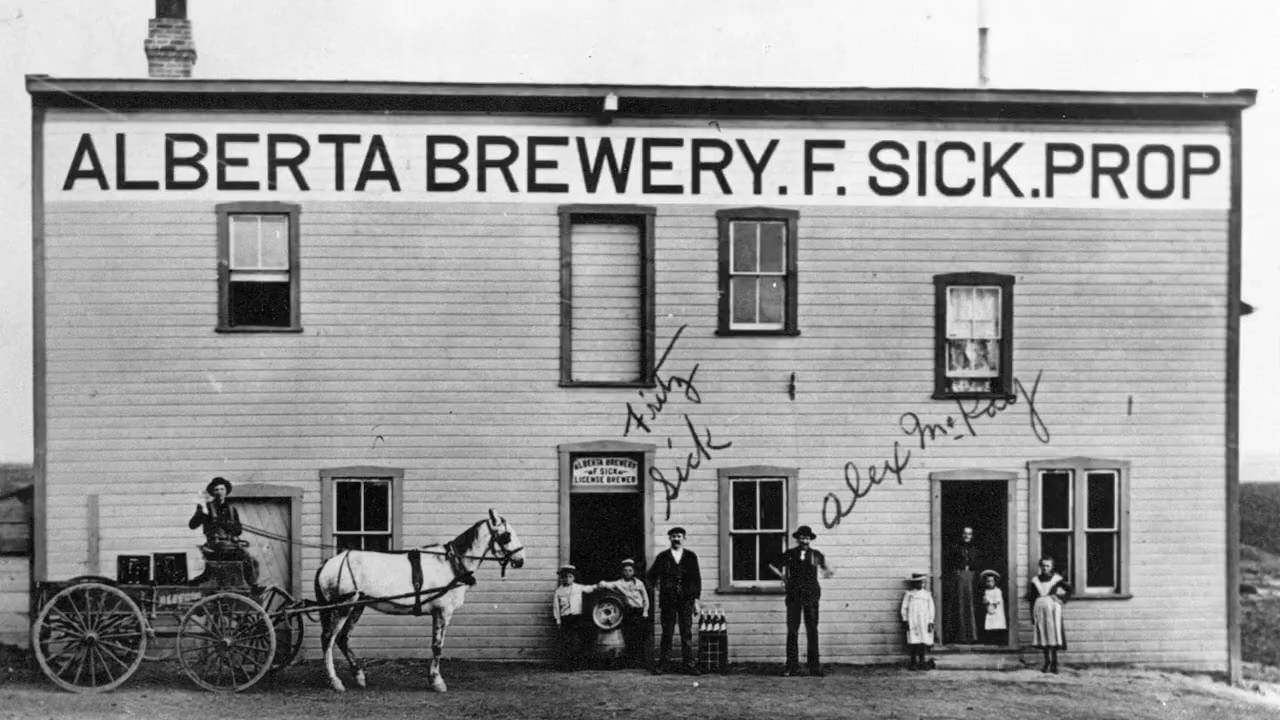 ALBERTA BREWERY. F. SICK. PROP
Fritz
Sick
Alex McKay
ALBERTA BREWERY
F. SICK
LICENSE BREWER